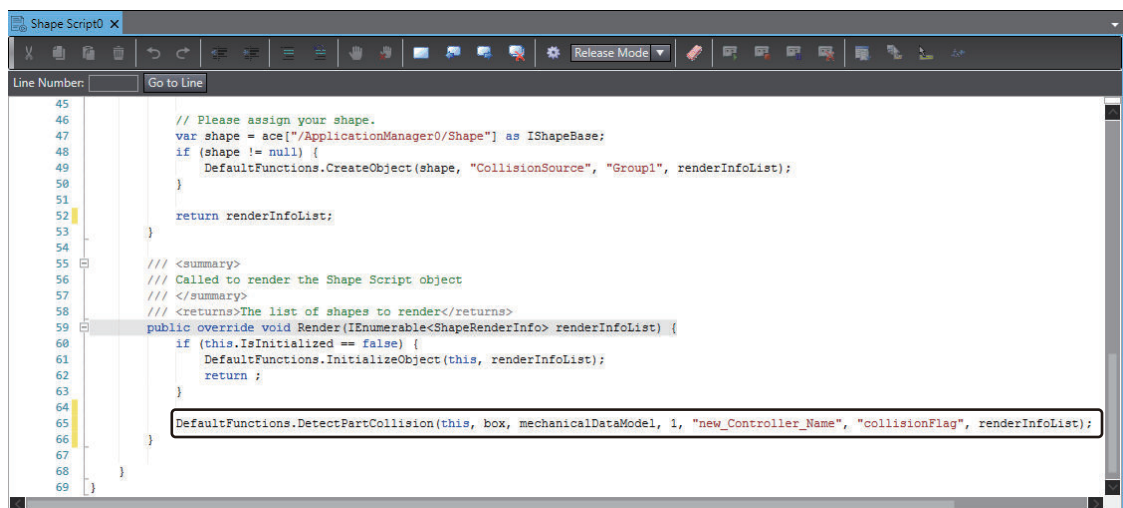 Shape Script0
Release Mode
Line Number: Go to Line
45
46 // Please assign your shape.
47 var shape = ace["/ApplicationManager0/Shape"] as IShapeBase;
48 if (shape != null) {
49 DefaultFunctions.CreateObject(shape, "CollisionSource", "Group1", renderInfoList);
50 }
51
52 return renderInfoList;
53 }
54
55 /// <summary>
56 /// Called to render the Shape Script object
57 /// </summary>
58 /// <returns>The list of shapes to render</returns>
59 public override void Render(IEnumerable<ShapeRenderInfo> renderInfoList) {
60 if (this.IsInitialized == false) {
61 DefaultFunctions.InitializeObject(this, renderInfoList);
62 return ;
63 }
64
65 DefaultFunctions.DetectPartCollision(this, box, mechanicalDataModel, 1, "new_Controller_Name", "collisionFlag", renderInfoList);
66 }
67
68 }
69 }